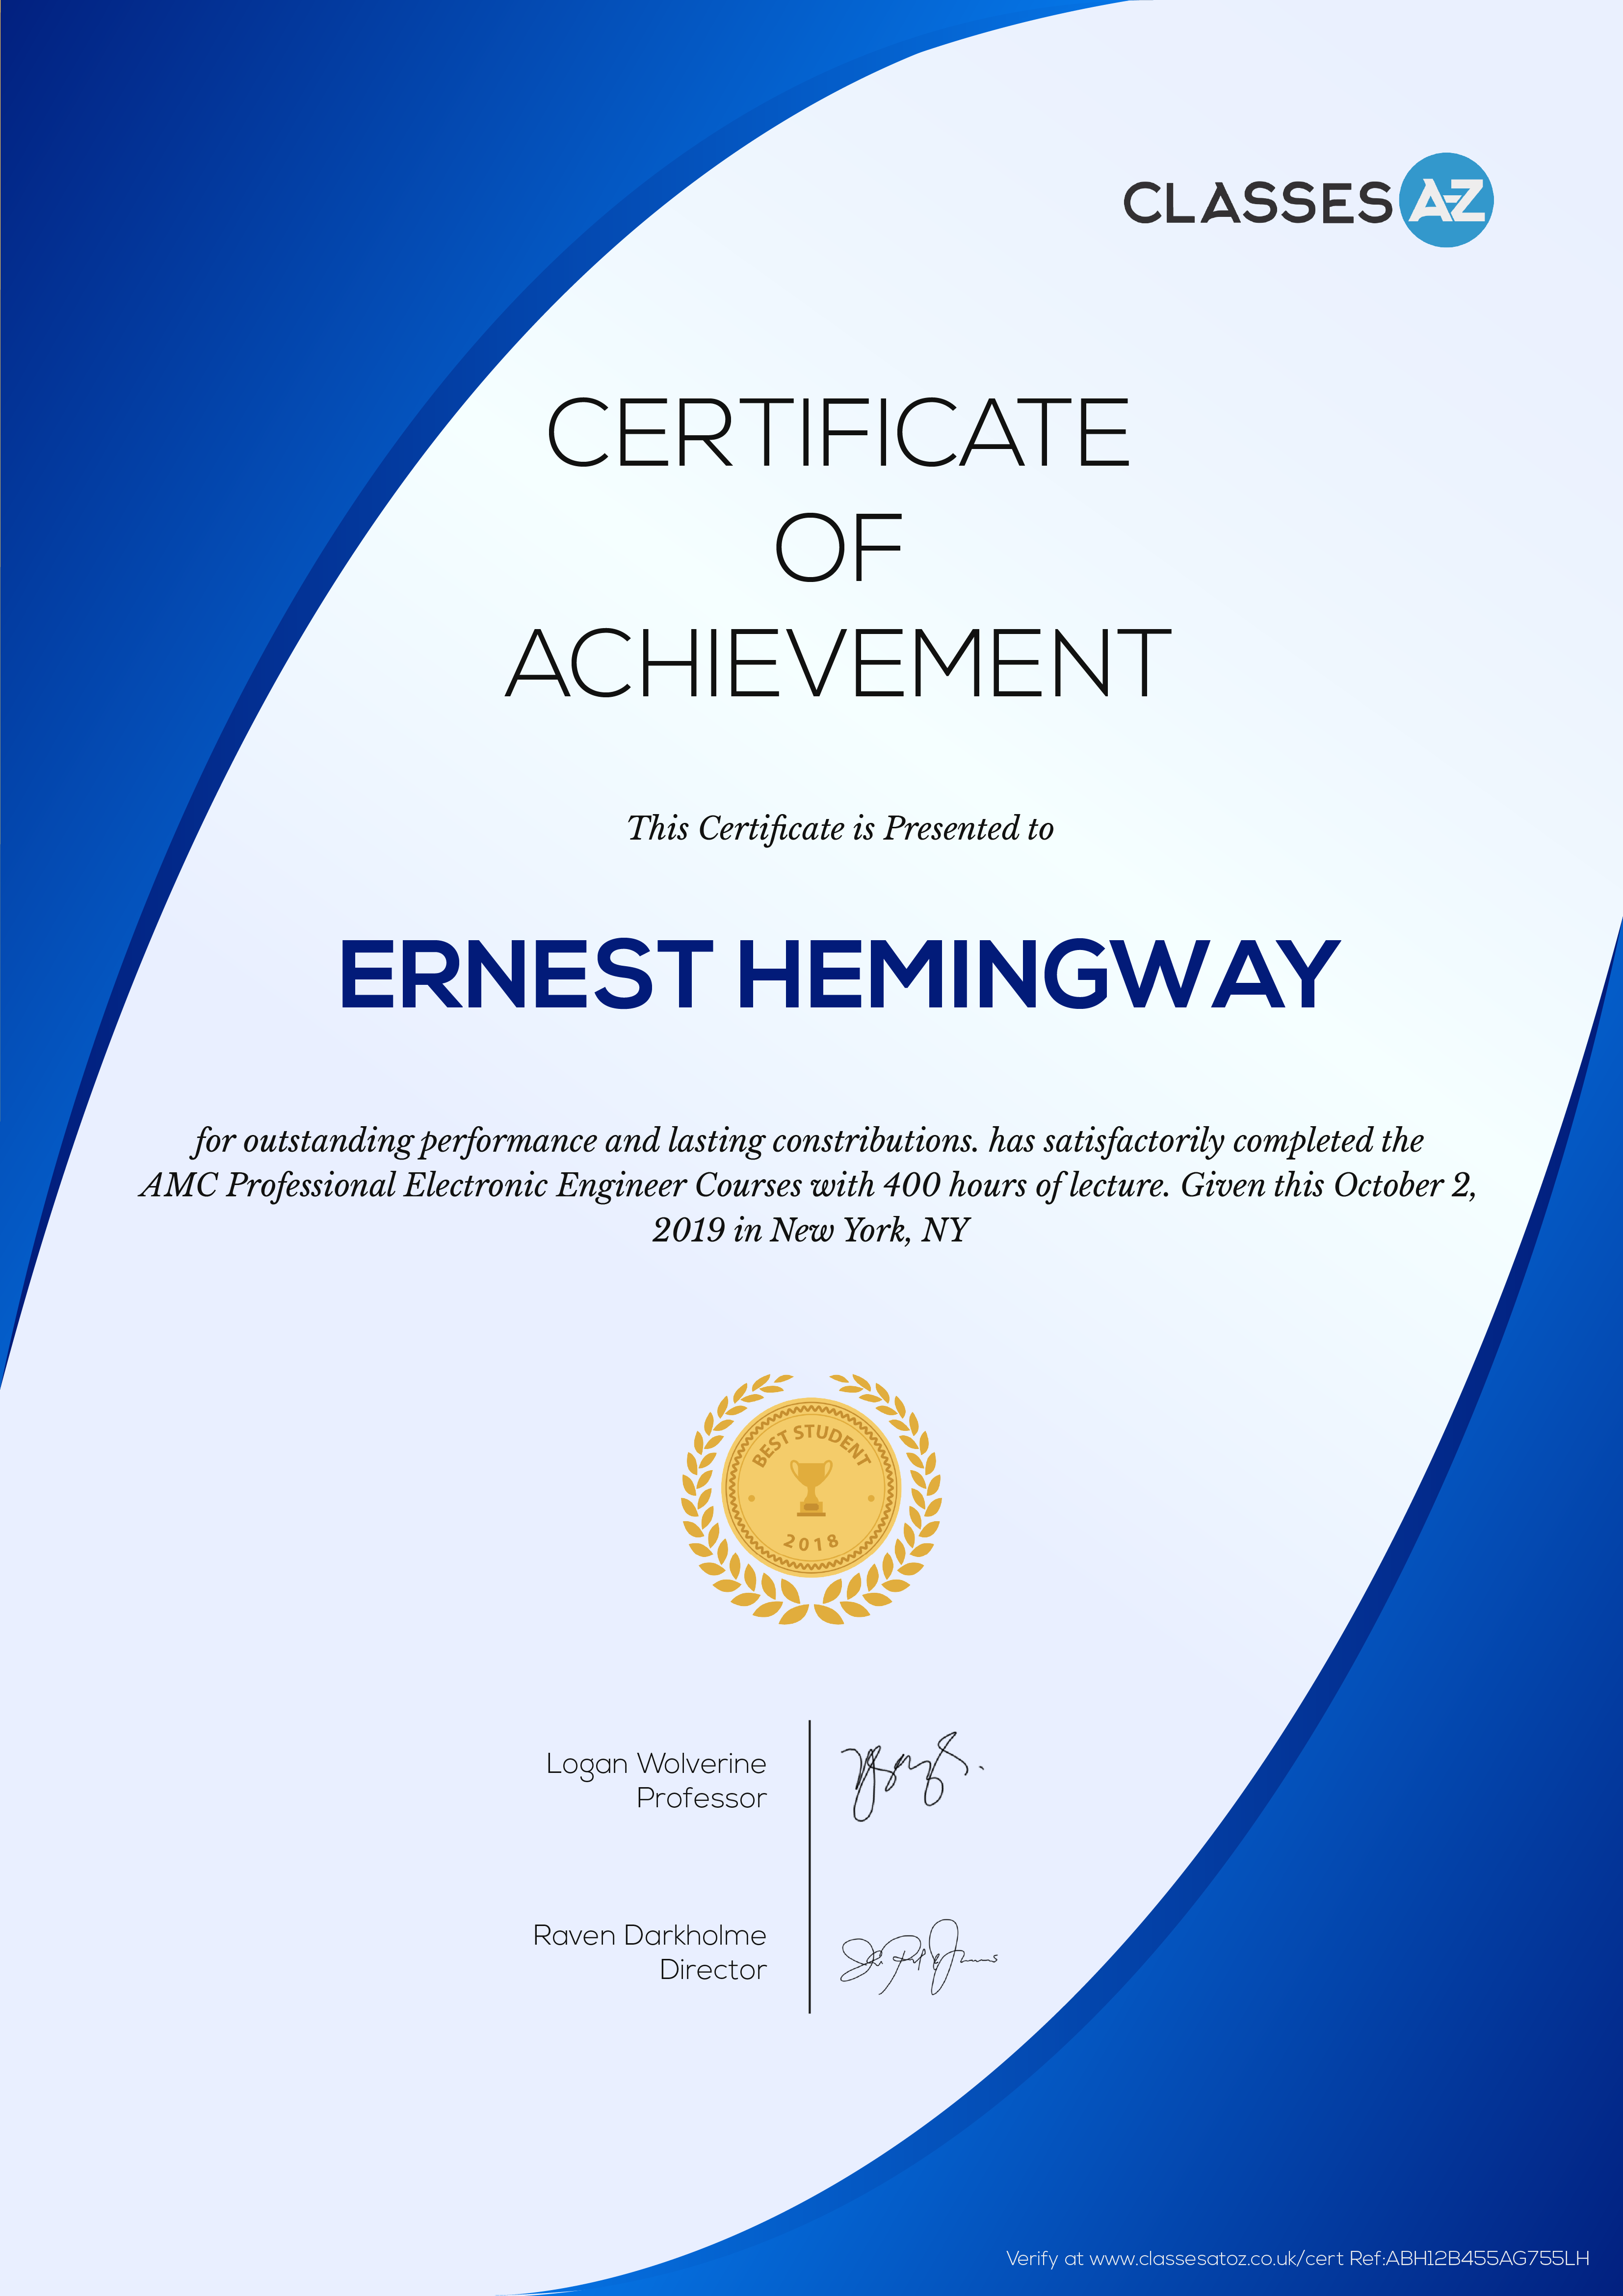 CLASSES A-Z
CERTIFICATE
OF
ACHIEVEMENT
This Certificate is Presented to
ERNEST HEMINGWAY
for outstanding performance and lasting constributions. has satisfactorily completed the
AMC Professional Electronic Engineer Courses with 400 hours of lecture. Given this October 2,
2019 in New York, NY
BEST STUDENT
2018
Logan Wolverine
Professor
Raven Darkholme
Director
Verify at www.classesatoz.co.uk/cert Ref:ABH12B455AG755LH